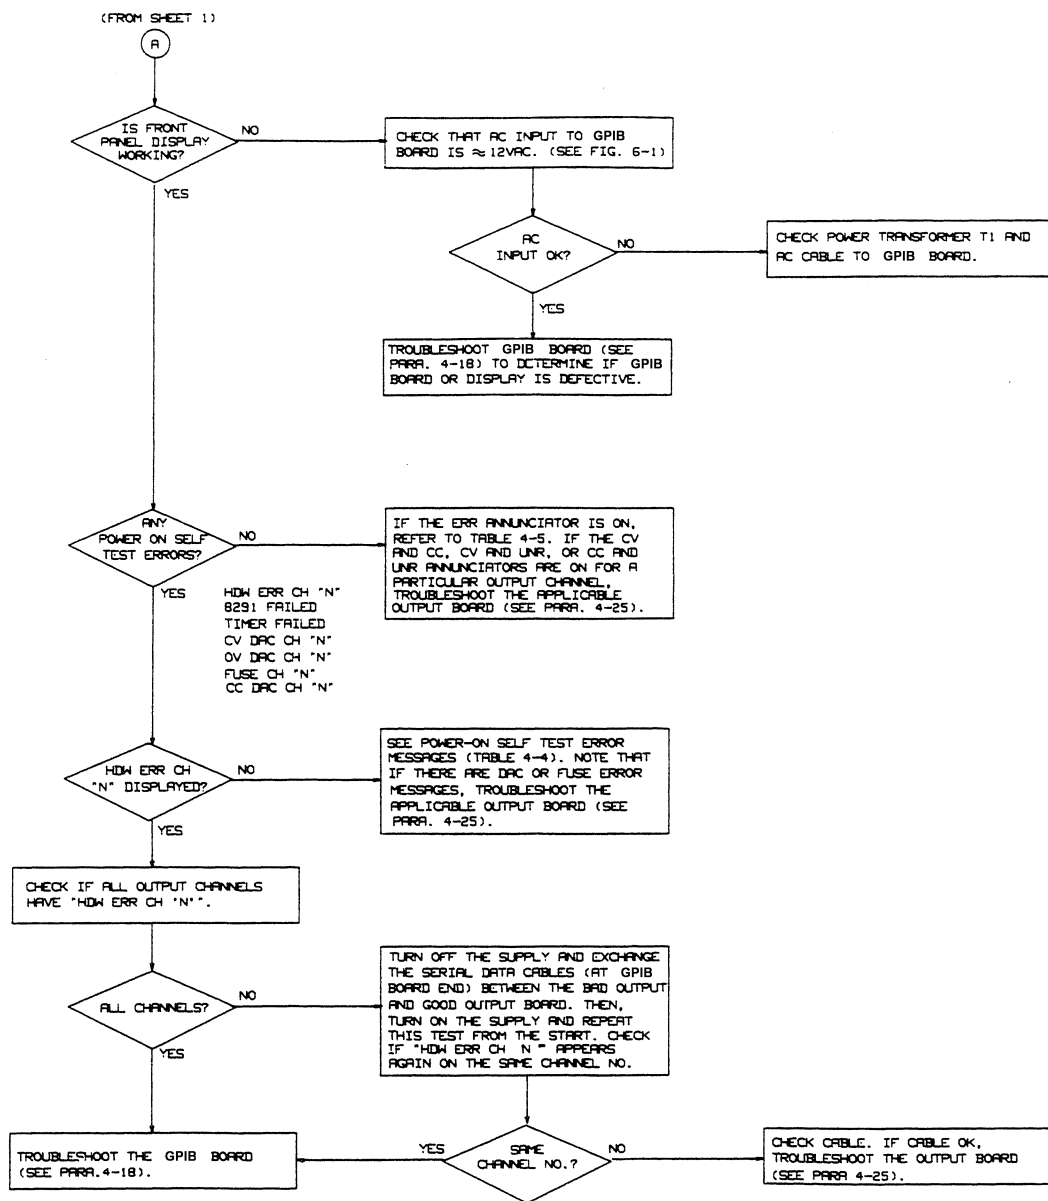 (FROM SHEET 1)
A
IS FRONT
PANEL DISPLAY
WORKING?
NO
YES
CHECK THAT AC INPUT TO GPIB
BOARD IS ≈ 12VAC. (SEE FIG. 6-1)
AC
INPUT OK?
NO
YES
CHECK POWER TRANSFORMER T1 AND
AC CABLE TO GPIB BOARD.
TROUBLESHOOT GPIB BOARD (SEE
PARA. 4-18) TO DETERMINE IF GPIB
BOARD OR DISPLAY IS DEFECTIVE.
ANY
POWER ON SELF
TEST ERRORS?
NO
YES
IF THE ERR ANNUNCIATOR IS ON,
REFER TO TABLE 4-5. IF THE CV
AND CC, CV AND UNR, OR CC AND
UNR ANNUNCIATORS ARE ON FOR A
PARTICULAR OUTPUT CHANNEL,
TROUBLESHOOT THE APPLICABLE
OUTPUT BOARD (SEE PARA. 4-25).
HDW ERR CH "N"
8291 FAILED
TIMER FAILED
CV DAC CH "N"
OV DAC CH "N"
FUSE CH "N"
CC DAC CH "N"
HDW ERR CH
"N" DISPLAYED?
NO
YES
SEE POWER-ON SELF TEST ERROR
MESSAGES (TABLE 4-4). NOTE THAT
IF THERE ARE DAC OR FUSE ERROR
MESSAGES, TROUBLESHOOT THE
APPLICABLE OUTPUT BOARD (SEE
PARA. 4-25).
CHECK IF ALL OUTPUT CHANNELS
HAVE "HDW ERR CH "N"".
ALL CHANNELS?
NO
YES
TURN OFF THE SUPPLY AND EXCHANGE
THE SERIAL DATA CABLES (AT GPIB
BOARD END) BETWEEN THE BAD OUTPUT
AND GOOD OUTPUT BOARD. THEN,
TURN ON THE SUPPLY AND REPEAT
THIS TEST FROM THE START. CHECK
IF "HDW ERR CH N " APPEARS
AGAIN ON THE SAME CHANNEL NO.
SAME
CHANNEL NO.?
YES
NO
TROUBLESHOOT THE GPIB BOARD
(SEE PARA.4-18).
CHECK CABLE. IF CABLE OK,
TROUBLESHOOT THE OUTPUT BOARD
(SEE PARA 4-25).